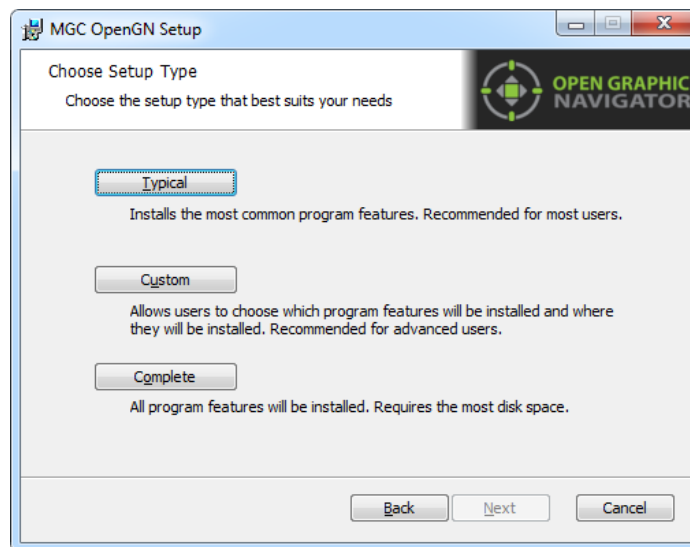 MGC OpenGN Setup
Choose Setup Type
Choose the setup type that best suits your needs
OPEN GRAPHIC
NAVIGATOR
Typical
Installs the most common program features. Recommended for most users.
Custom
Allows users to choose which program features will be installed and where
they will be installed. Recommended for advanced users.
Complete
All program features will be installed. Requires the most disk space.
Back
Next
Cancel